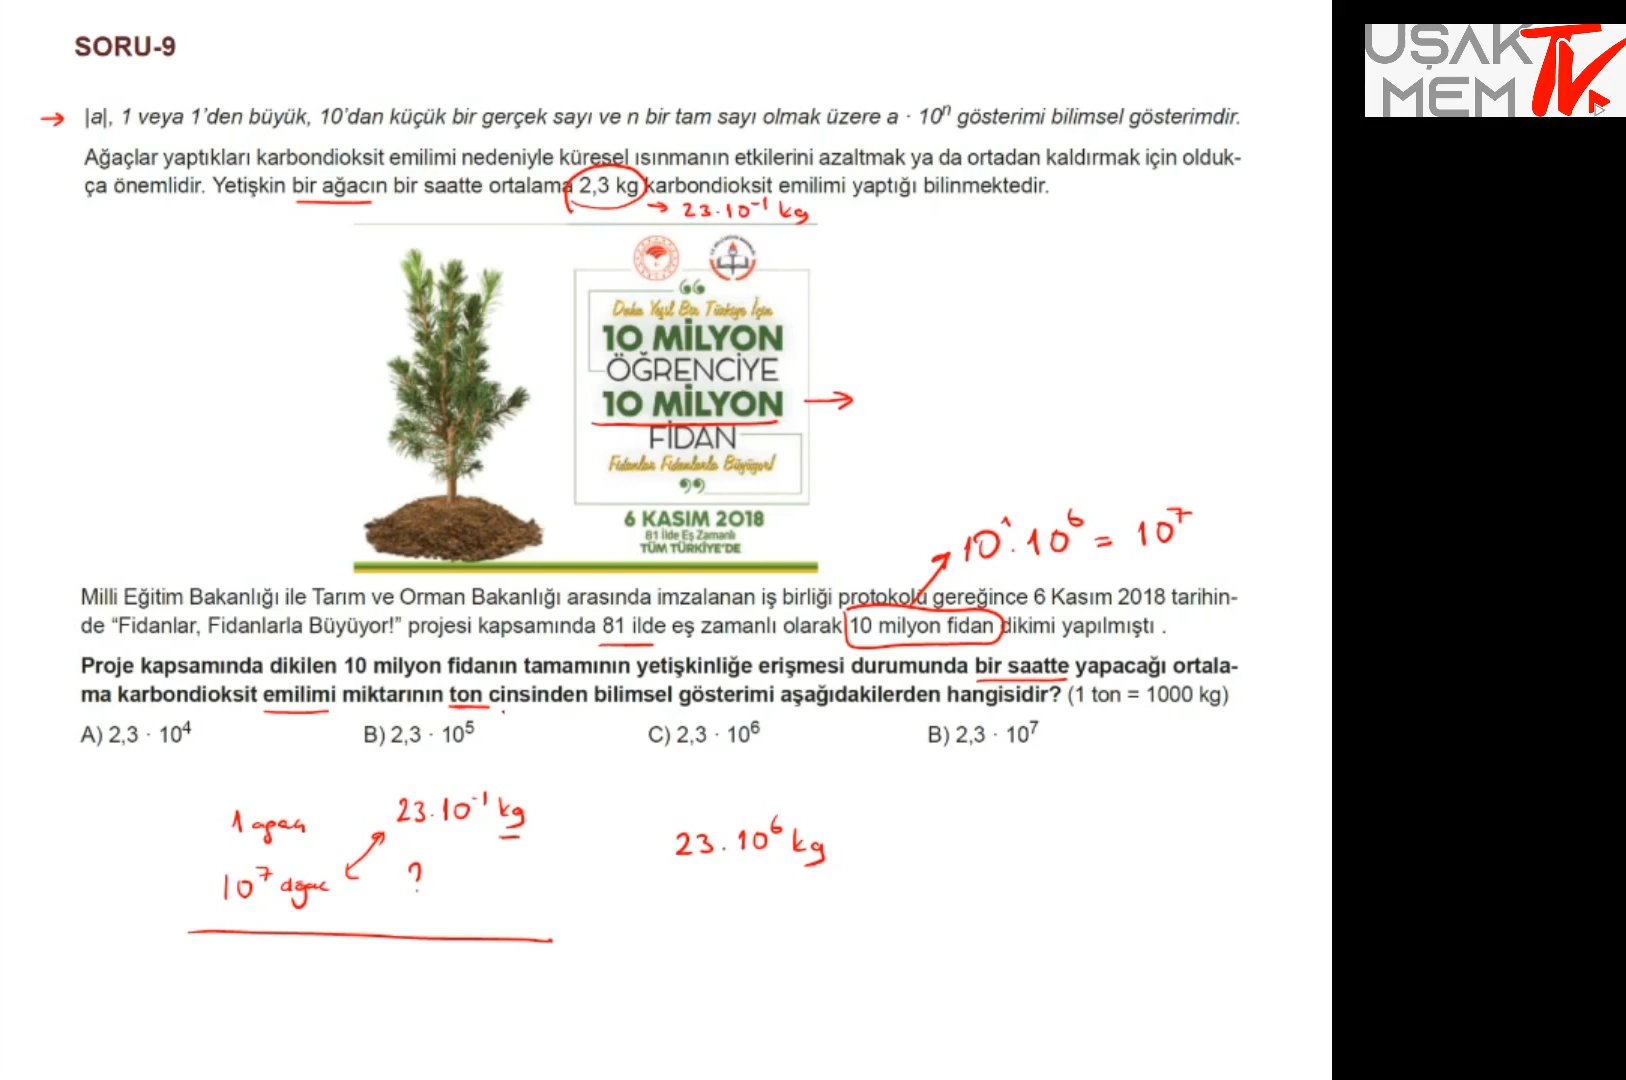 SORU-9
UŞAK TV
MEM
→ |a|, 1 veya 1’den büyük, 10’dan küçük bir gerçek sayı ve n bir tam sayı olmak üzere a · 10ⁿ gösterimi bilimsel gösterimdir.
Ağaçlar yaptıkları karbondioksit emilimi nedeniyle küresel ısınmanın etkilerini azaltmak ya da ortadan kaldırmak için olduk-
ça önemlidir. Yetişkin bir ağacın bir saatte ortalama 2,3 kg karbondioksit emilimi yaptığı bilinmektedir.
→ 23·10⁻¹ kg
Daha Yeşil Bir Türkiye İçin
10 MİLYON
ÖĞRENCİYE
10 MİLYON
FİDAN
Fidanlar Fidanlarla Büyüyor!
6 KASIM 2018
81 İlde Eş Zamanlı
TÜM TÜRKİYE'DE
10¹·10⁶ = 10⁷
Milli Eğitim Bakanlığı ile Tarım ve Orman Bakanlığı arasında imzalanan iş birliği protokolü gereğince 6 Kasım 2018 tarihin-
de “Fidanlar, Fidanlarla Büyüyor!” projesi kapsamında 81 ilde eş zamanlı olarak 10 milyon fidan dikimi yapılmıştı .
Proje kapsamında dikilen 10 milyon fidanın tamamının yetişkinliğe erişmesi durumunda bir saatte yapacağı ortala-
ma karbondioksit emilimi miktarının ton cinsinden bilimsel gösterimi aşağıdakilerden hangisidir? (1 ton = 1000 kg)
A) 2,3 · 10⁴ B) 2,3 · 10⁵ C) 2,3 · 10⁶ B) 2,3 · 10⁷
1 ağaç 23·10⁻¹ kg
10⁷ ağaç ?
23·10⁶ kg